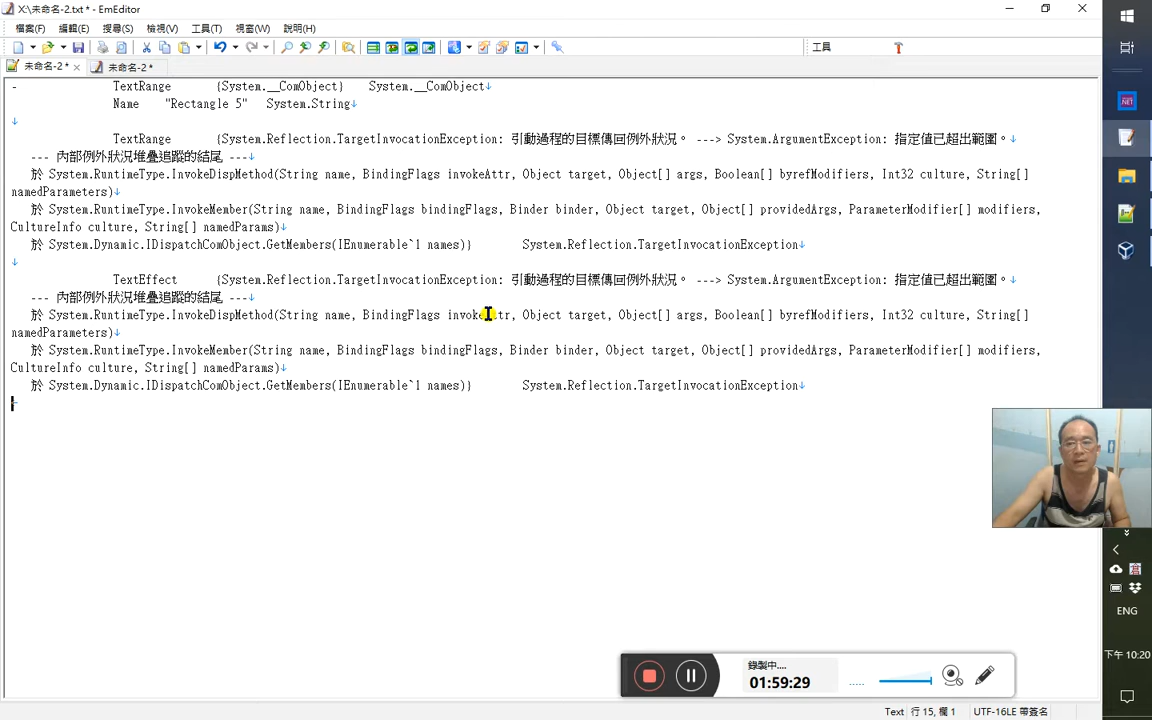 X:\未命名-2.txt * - EmEditor
檔案(F) 編輯(E) 搜尋(S) 檢視(V) 工具(T) 視窗(W) 說明(H)
工具
未命名-2 * × 未命名-2 *
- TextRange {System.__ComObject} System.__ComObject↓
Name "Rectangle 5" System.String↓
↓
TextRange {System.Reflection.TargetInvocationException: 引動過程的目標傳回例外狀況。 ---> System.ArgumentException: 指定值已超出範圍。↓
--- 內部例外狀況堆疊追蹤的結尾 ---↓
於 System.RuntimeType.InvokeDispMethod(String name, BindingFlags invokeAttr, Object target, Object[] args, Boolean[] byrefModifiers, Int32 culture, String[]
namedParameters)↓
於 System.RuntimeType.InvokeMember(String name, BindingFlags bindingFlags, Binder binder, Object target, Object[] providedArgs, ParameterModifier[] modifiers,
CultureInfo culture, String[] namedParams)↓
於 System.Dynamic.IDispatchComObject.GetMembers(IEnumerable`1 names)} System.Reflection.TargetInvocationException↓
↓
TextEffect {System.Reflection.TargetInvocationException: 引動過程的目標傳回例外狀況。 ---> System.ArgumentException: 指定值已超出範圍。↓
--- 內部例外狀況堆疊追蹤的結尾 ---↓
於 System.RuntimeType.InvokeDispMethod(String name, BindingFlags invokeAttr, Object target, Object[] args, Boolean[] byrefModifiers, Int32 culture, String[]
namedParameters)↓
於 System.RuntimeType.InvokeMember(String name, BindingFlags bindingFlags, Binder binder, Object target, Object[] providedArgs, ParameterModifier[] modifiers,
CultureInfo culture, String[] namedParams)↓
於 System.Dynamic.IDispatchComObject.GetMembers(IEnumerable`1 names)} System.Reflection.TargetInvocationException↓
錄製中....
01:59:29
.....
ENG
下午 10:20
Text 行 15, 欄 1 UTF-16LE 帶簽名